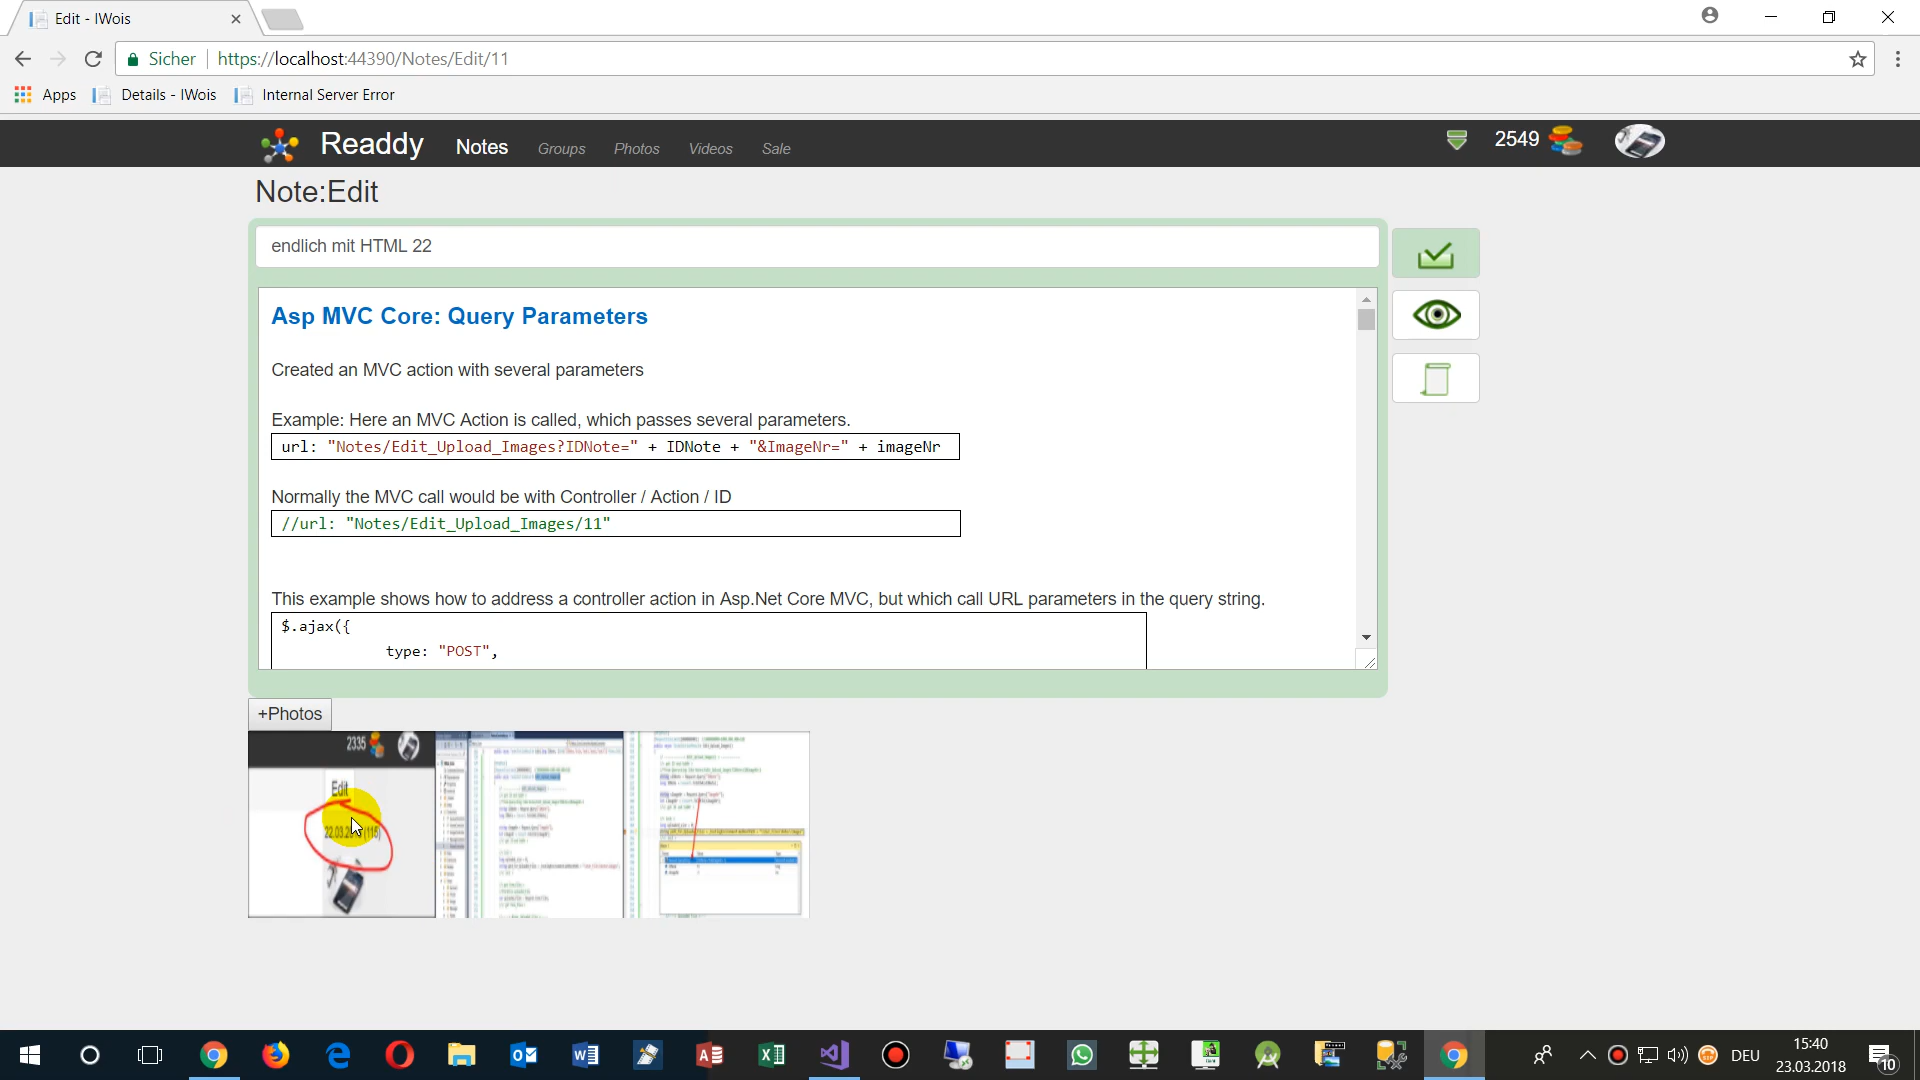 Edit - IWois
Sicher https://localhost:44390/Notes/Edit/11
Apps Details - IWois Internal Server Error
Readdy Notes Groups Photos Videos Sale 2549
Note:Edit
endlich mit HTML 22
Asp MVC Core: Query Parameters
Created an MVC action with several parameters
Example: Here an MVC Action is called, which passes several parameters.
url: "Notes/Edit_Upload_Images?IDNote=" + IDNote + "&ImageNr=" + imageNr
Normally the MVC call would be with Controller / Action / ID
//url: "Notes/Edit_Upload_Images/11"
This example shows how to address a controller action in Asp.Net Core MVC, but which call URL parameters in the query string.
$.ajax({
type: "POST",
+Photos
2335
Edit
DEU
15:40
23.03.2018
10